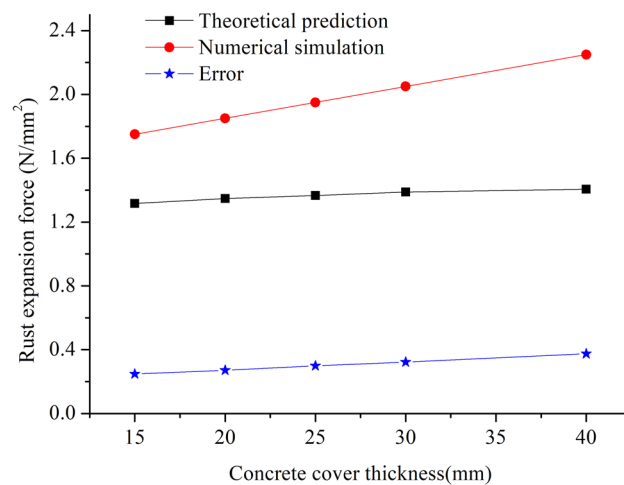 Theoretical prediction
Numerical simulation
Error
Rust expansion force (N/mm²)
2.4
2.0
1.6
1.2
0.8
0.4
0.0
15 20 25 30 35 40
Concrete cover thickness(mm)